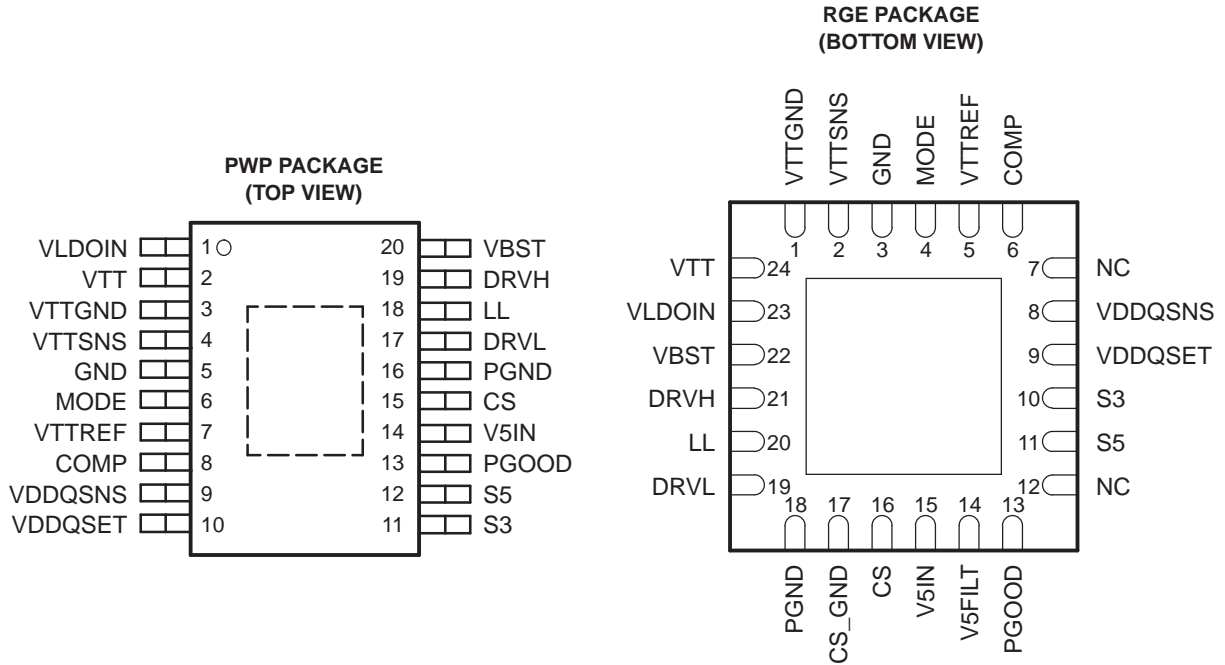 RGE PACKAGE
(BOTTOM VIEW)
PWP PACKAGE
(TOP VIEW)
VLDOIN 1 20 VBST
VTT 2 19 DRVH
VTTGND 3 18 LL
VTTSNS 4 17 DRVL
GND 5 16 PGND
MODE 6 15 CS
VTTREF 7 14 V5IN
COMP 8 13 PGOOD
VDDQSNS 9 12 S5
VDDQSET 10 11 S3
VTTGND VTTSNS GND MODE VTTREF COMP
1 2 3 4 5 6
VTT 24 7 NC
VLDOIN 23 8 VDDQSNS
VBST 22 9 VDDQSET
DRVH 21 10 S3
LL 20 11 S5
DRVL 19 12 NC
18 17 16 15 14 13
PGND CS_GND CS V5IN V5FILT PGOOD